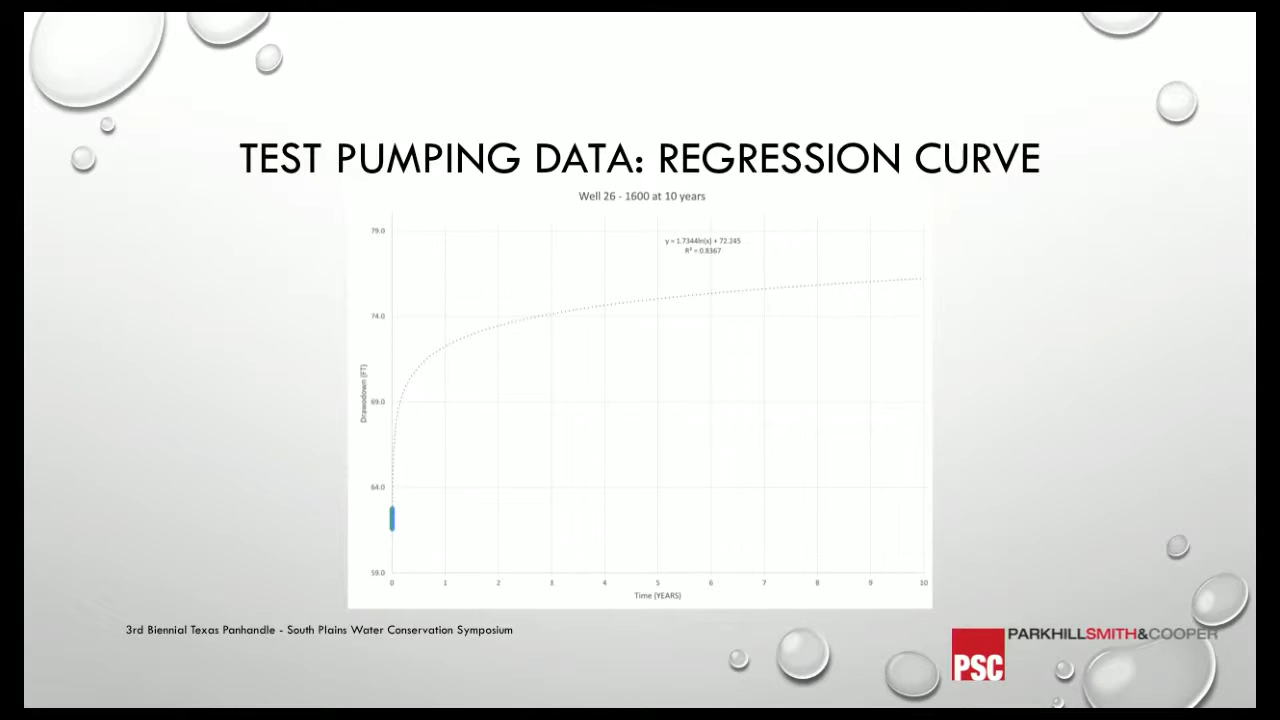 TEST PUMPING DATA: REGRESSION CURVE
Well 26 - 1600 at 10 years
y = 1.7344ln(x) + 72.245
R² = 0.8367
79.0
74.0
69.0
64.0
59.0
Drawodown (FT)
0 1 2 3 4 5 6 7 8 9 10
Time (YEARS)
3rd Biennial Texas Panhandle - South Plains Water Conservation Symposium
PSC
PARKHILLSMITH&COOPER